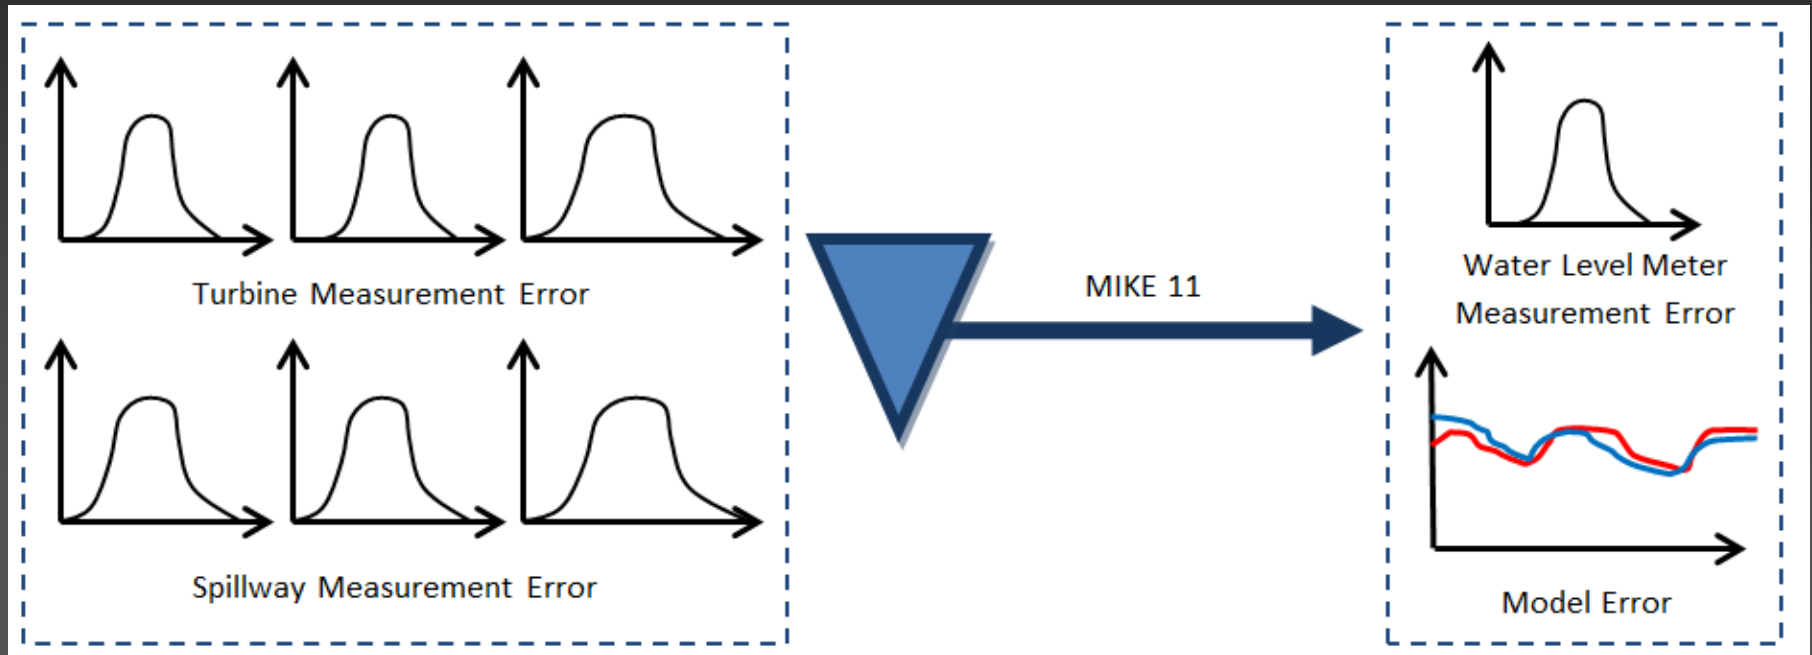 Turbine Measurement Error
Spillway Measurement Error
MIKE 11
Water Level Meter
Measurement Error
Model Error